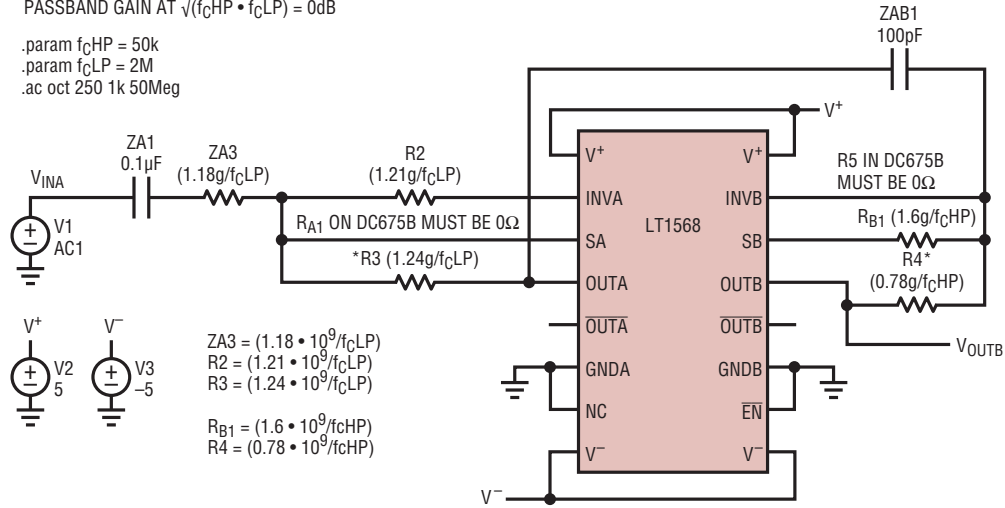 PASSBAND GAIN AT √(fCHP • fCLP) = 0dB
.param fCHP = 50k
.param fCLP = 2M
.ac oct 250 1k 50Meg
ZAB1
100pF
V+
ZA1
0.1µF
ZA3
(1.18g/fCLP)
R2
(1.21g/fCLP)
VINA
V1
AC1
RA1 ON DC675B MUST BE 0Ω
*R3 (1.24g/fCLP)
V+
INVA
SA
OUTA
OUTA
GNDA
NC
V–
LT1568
V+
INVB
SB
OUTB
OUTB
GNDB
EN
V–
R5 IN DC675B
MUST BE 0Ω
RB1 (1.6g/fCHP)
R4*
(0.78g/fCHP)
VOUTB
V+
V2
5
V–
V3
–5
ZA3 = (1.18 • 10^9/fCLP)
R2 = (1.21 • 10^9/fCLP)
R3 = (1.24 • 10^9/fCLP)
RB1 = (1.6 • 10^9/fcHP)
R4 = (0.78 • 10^9/fcHP)
V–